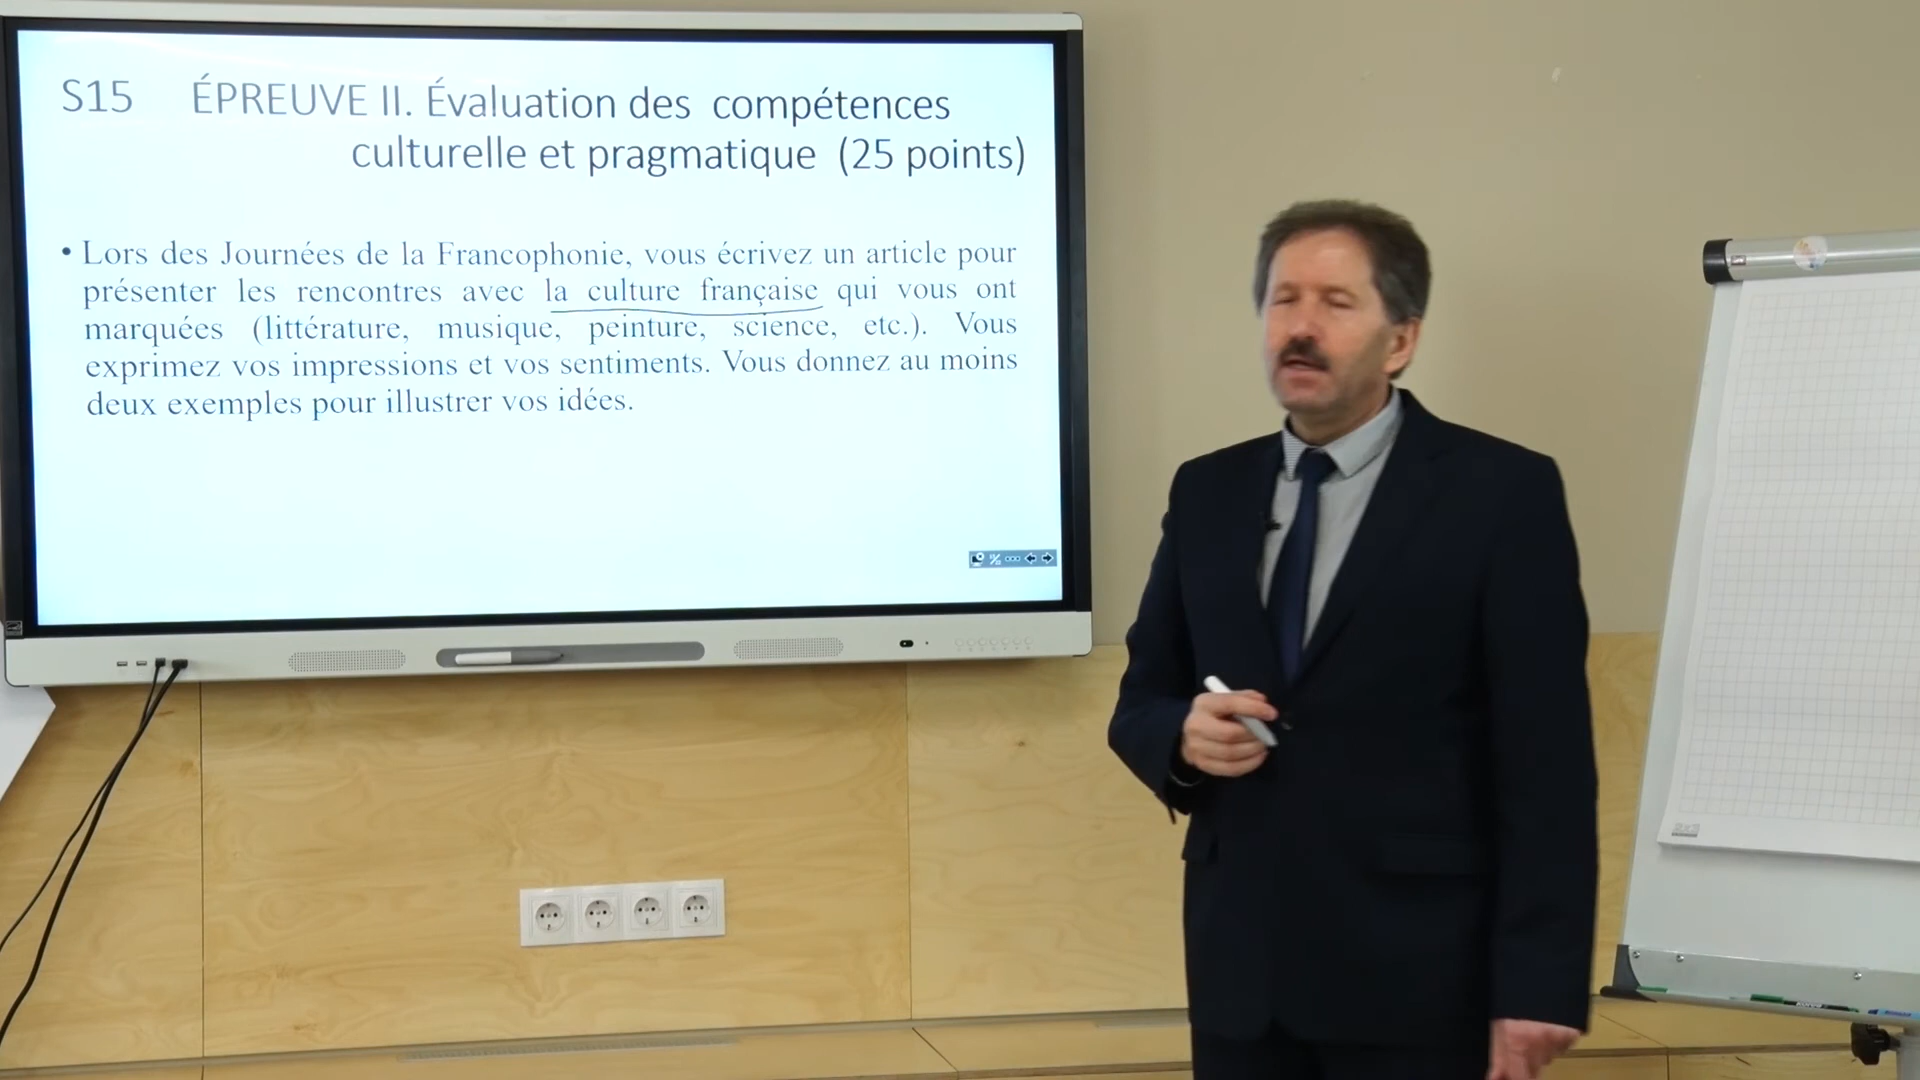 S15 ÉPREUVE II. Évaluation des compétences
culturelle et pragmatique (25 points)
• Lors des Journées de la Francophonie, vous écrivez un article pour
présenter les rencontres avec la culture française qui vous ont
marquées (littérature, musique, peinture, science, etc.). Vous
exprimez vos impressions et vos sentiments. Vous donnez au moins
deux exemples pour illustrer vos idées.